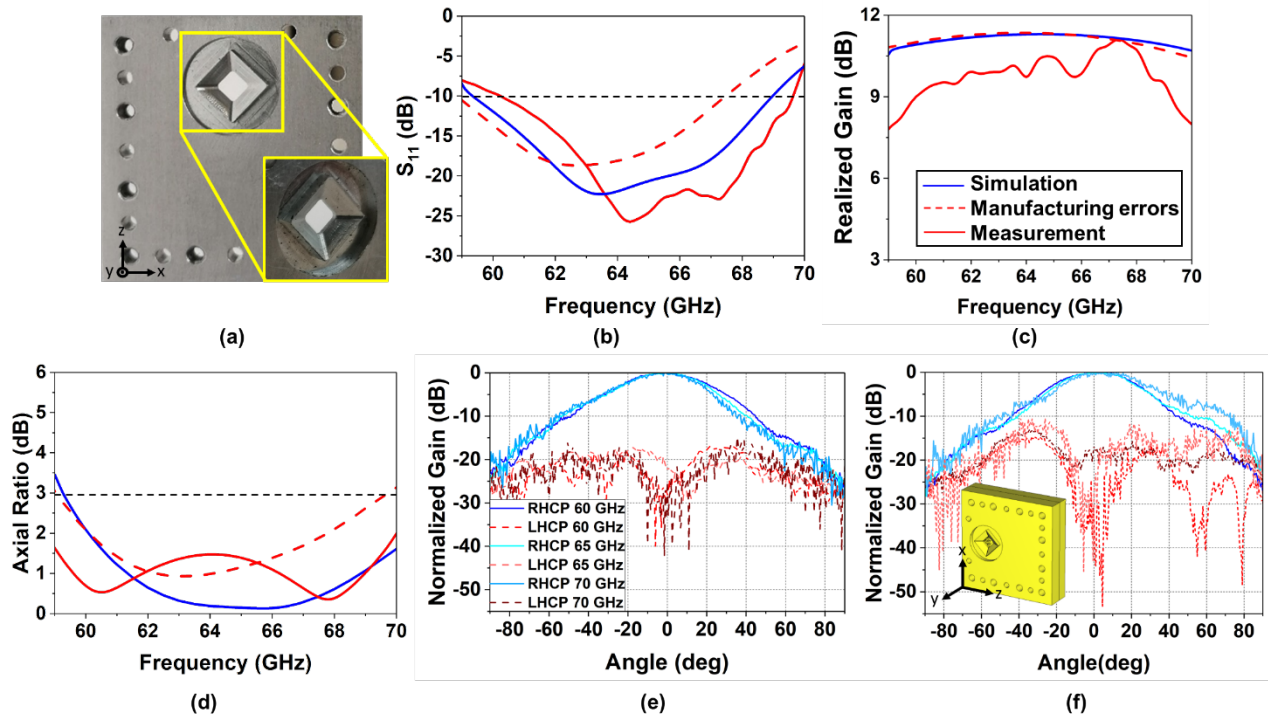 z
y
x
(a)
S11 (dB)
0
-5
-10
-15
-20
-25
-30
60 62 64 66 68 70
Frequency (GHz)
(b)
Realized Gain (dB)
12
9
6
3
Simulation
Manufacturing errors
Measurement
60 62 64 66 68 70
Frequency (GHz)
(c)
Axial Ratio (dB)
6
5
4
3
2
1
0
60 62 64 66 68 70
Frequency (GHz)
(d)
Normalized Gain (dB)
0
-10
-20
-30
-40
-50
RHCP 60 GHz
LHCP 60 GHz
RHCP 65 GHz
LHCP 65 GHz
RHCP 70 GHz
LHCP 70 GHz
-80 -60 -40 -20 0 20 40 60 80
Angle (deg)
(e)
Normalized Gain (dB)
0
-10
-20
-30
-40
-50
x
y
z
-80 -60 -40 -20 0 20 40 60 80
Angle(deg)
(f)